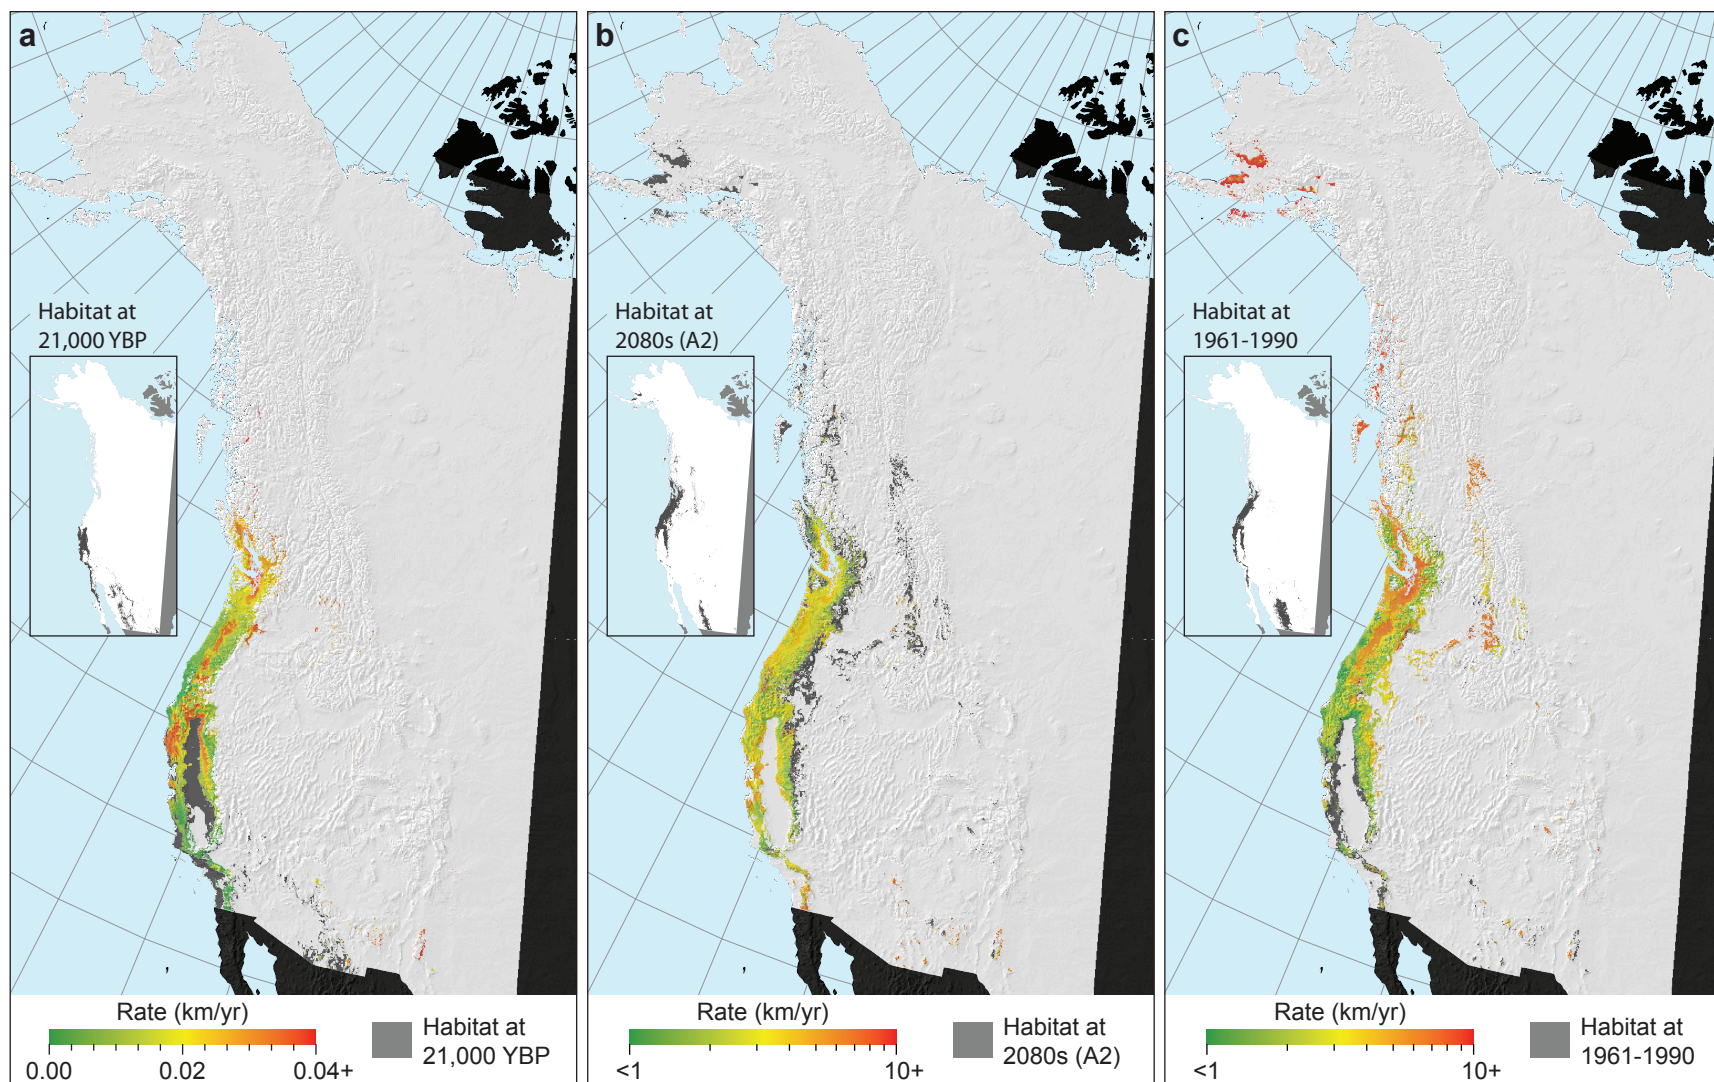 a
Habitat at
21,000 YBP
Rate (km/yr)
0.00 0.02 0.04+
Habitat at
21,000 YBP
b
Habitat at
2080s (A2)
Rate (km/yr)
<1 10+
Habitat at
2080s (A2)
c
Habitat at
1961-1990
Rate (km/yr)
<1 10+
Habitat at
1961-1990